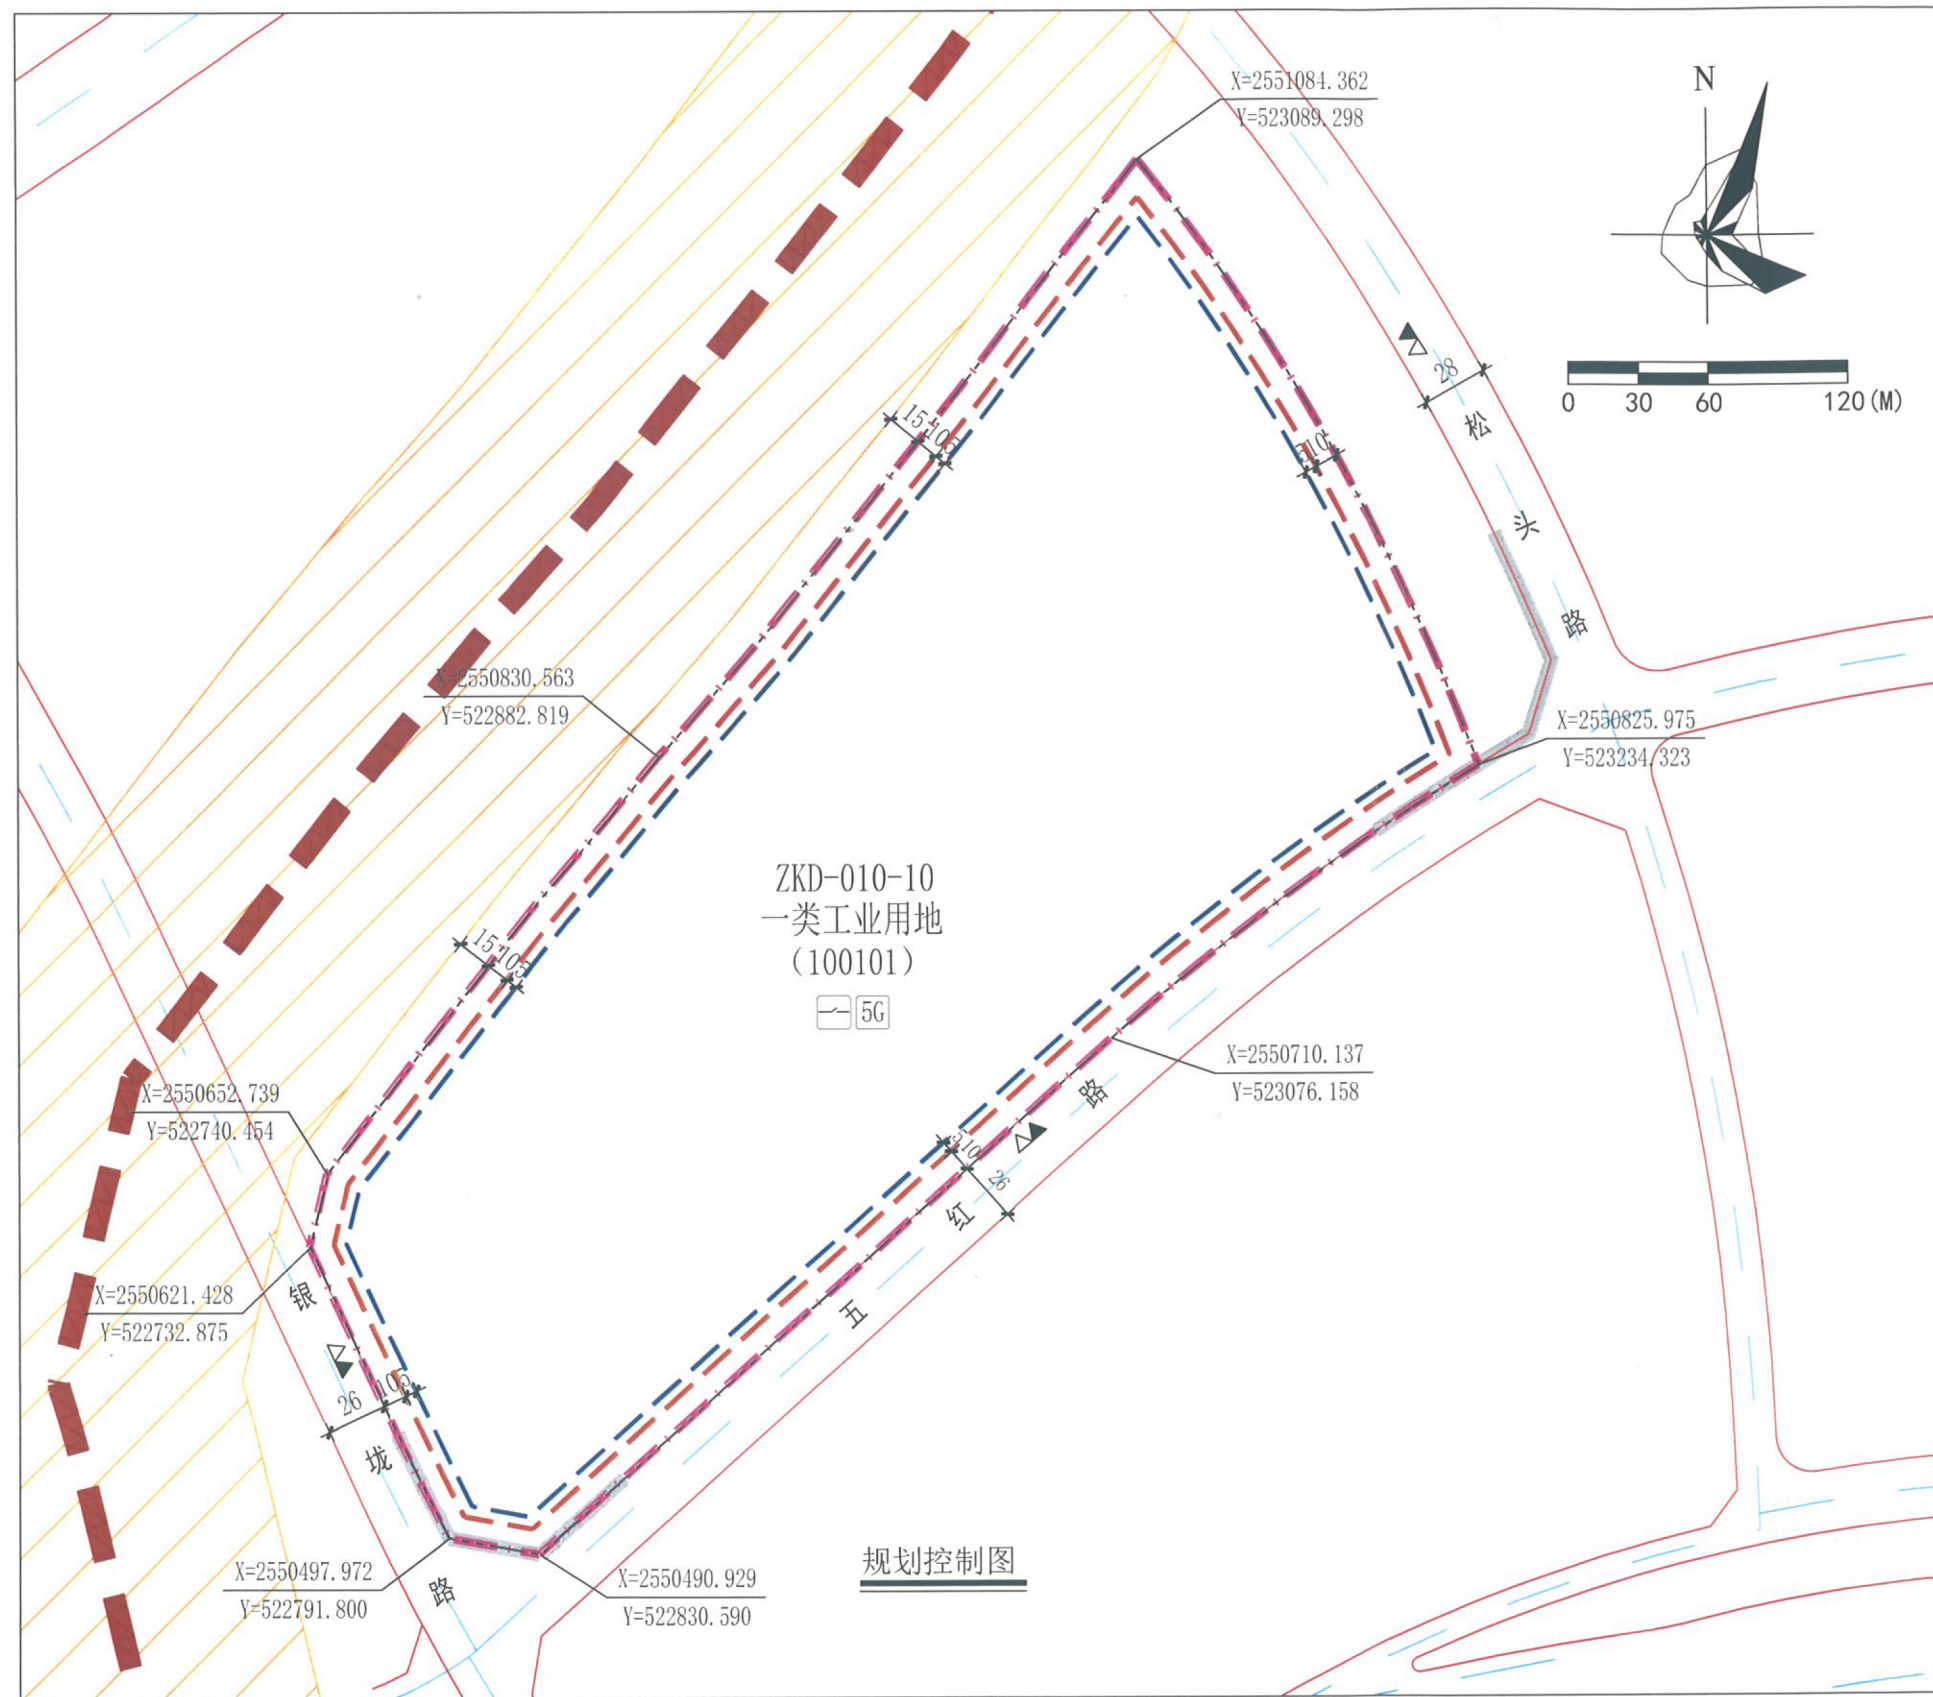 X=2551084.362
Y=523089.298
N
0 30 60 120(M)
28
松
头
路
15 10 5
5 10
X=2550830.563
Y=522882.819
X=2550825.975
Y=523234.323
ZKD-010-10
一类工业用地
(100101)
5G
15 10 5
X=2550710.137
Y=523076.158
X=2550652.739
Y=522740.454
路
5 10
26
红
五
X=2550621.428
Y=522732.875
银
26 10 5
垅
路
X=2550497.972
Y=522791.800
X=2550490.929
Y=522830.590
规划控制图